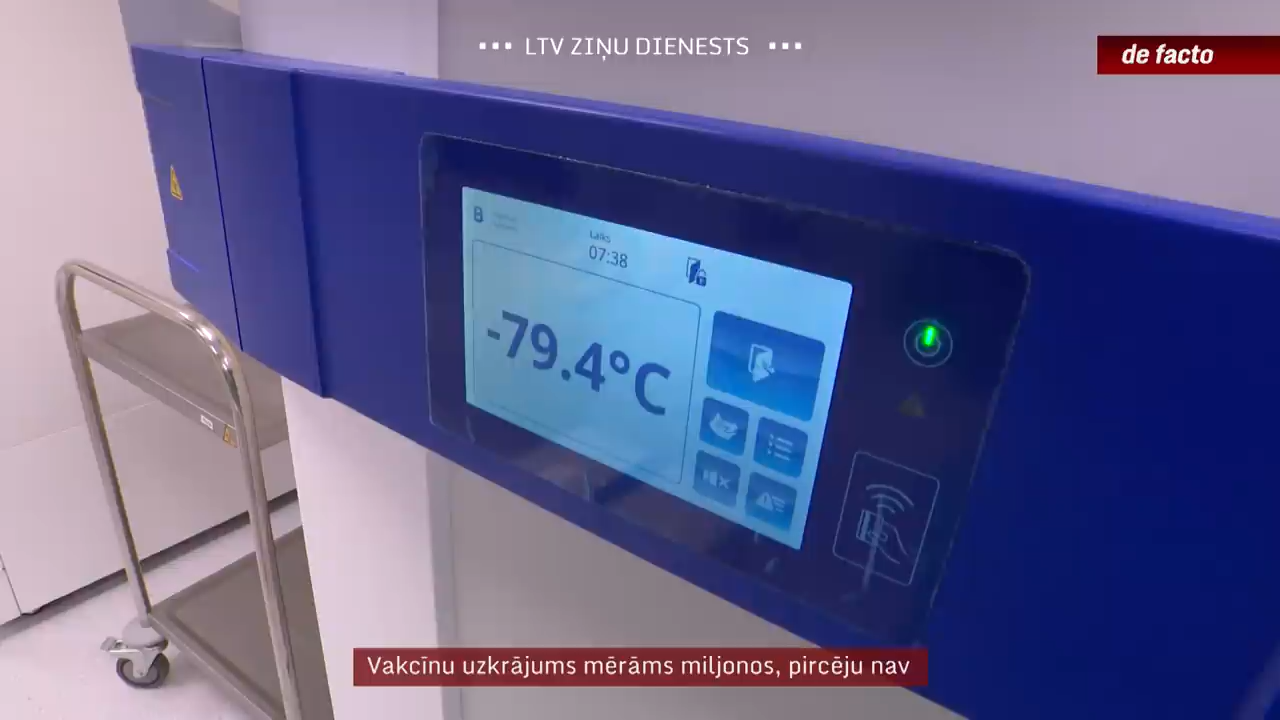 LTV ZIŅU DIENESTS
de facto
B
Laiks
07:38
-79.4°C
Vakcīnu uzkrājums mērāms miljonos, pircēju nav